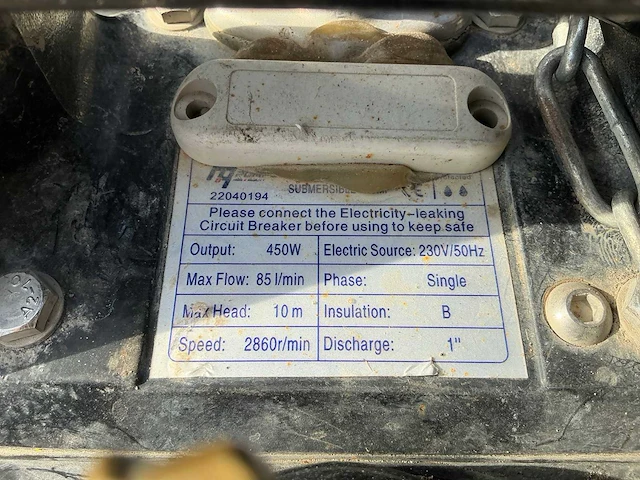 SUBMERSIBLE
22040194
Please connect the Electricity-leaking
Circuit Breaker before using to keep safe
Output: 450W Electric Source: 230V/50Hz
Max Flow: 85 l/min Phase: Single
Max Head: 10 m Insulation: B
Speed: 2860r/min Discharge: 1"